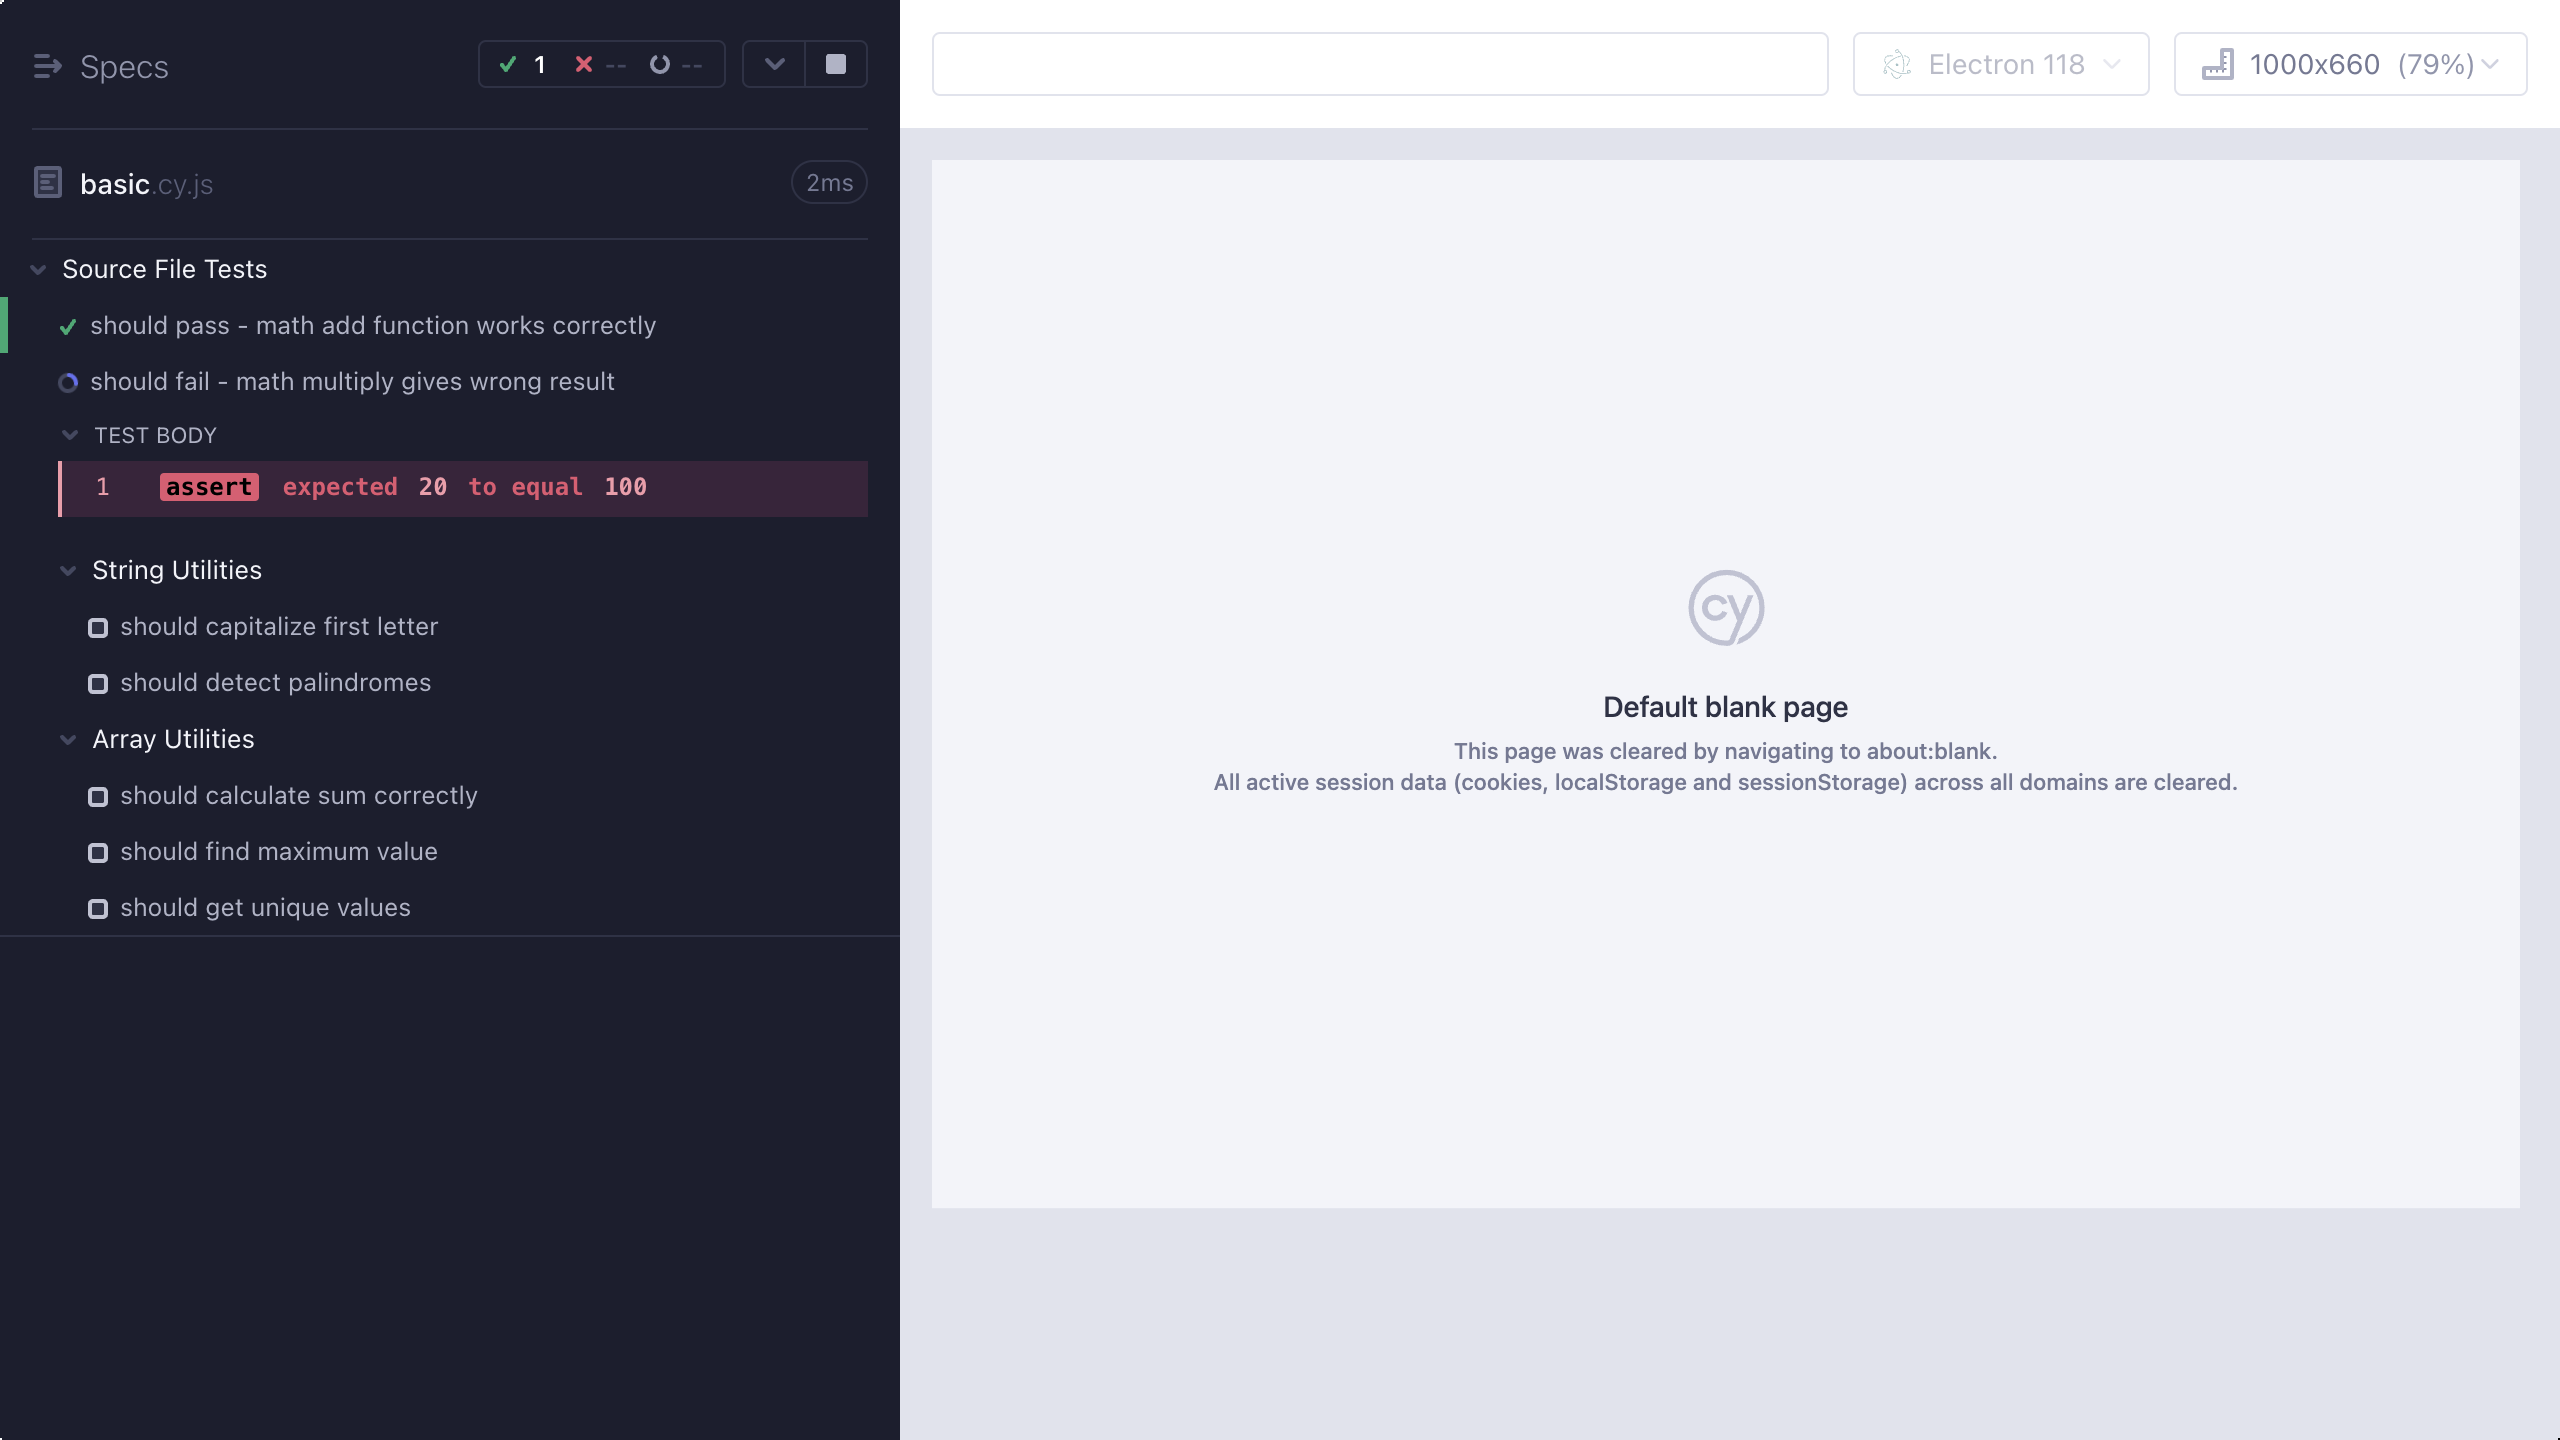 Specs
1 -- --
basic.cy.js
2ms
Source File Tests
should pass - math add function works correctly
should fail - math multiply gives wrong result
TEST BODY
1 assert expected 20 to equal 100
String Utilities
should capitalize first letter
should detect palindromes
Array Utilities
should calculate sum correctly
should find maximum value
should get unique values
Electron 118
1000x660 (79%)
cy
Default blank page
This page was cleared by navigating to about:blank.
All active session data (cookies, localStorage and sessionStorage) across all domains are cleared.